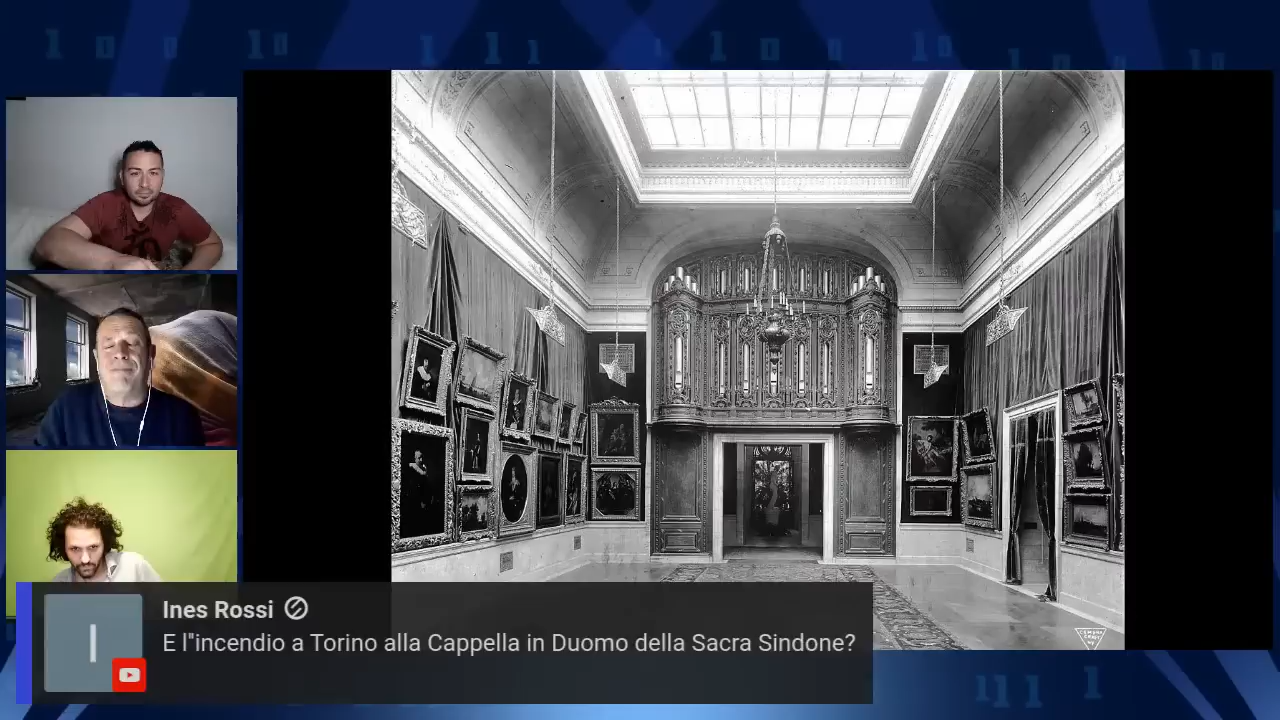 Ines Rossi
E l"incendio a Torino alla Cappella in Duomo della Sacra Sindone?